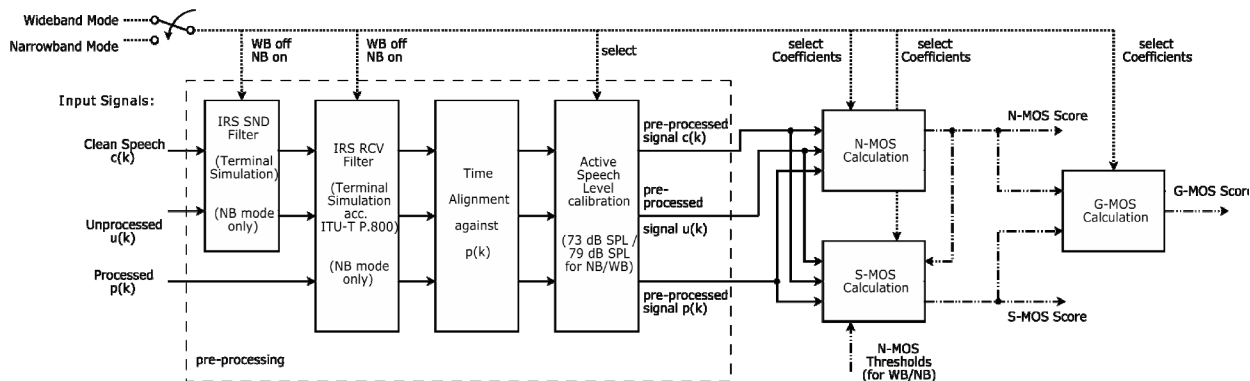 Wideband Mode
Narrowband Mode
WB off
NB on
WB off
NB on
select
select
Coefficients
select
Coefficients
select
Coefficients
Input Signals:
Clean Speech
c(k)
Unprocessed
u(k)
Processed
p(k)
IRS SND
Filter
(Terminal
Simulation)
(NB mode
only)
IRS RCV
Filter
(Terminal
Simulation
acc.
ITU-T P.800)
(NB mode
only)
Time
Alignment
against
p(k)
Active
Speech
Level
calibration
(73 dB SPL /
79 dB SPL
for NB/WB)
pre-processing
pre-processed
signal c(k)
pre-
processed
signal u(k)
pre-processed
signal p(k)
N-MOS
Calculation
S-MOS
Calculation
N-MOS
Thresholds
(for WB/NB)
N-MOS Score
G-MOS
Calculation
G-MOS Score
S-MOS Score